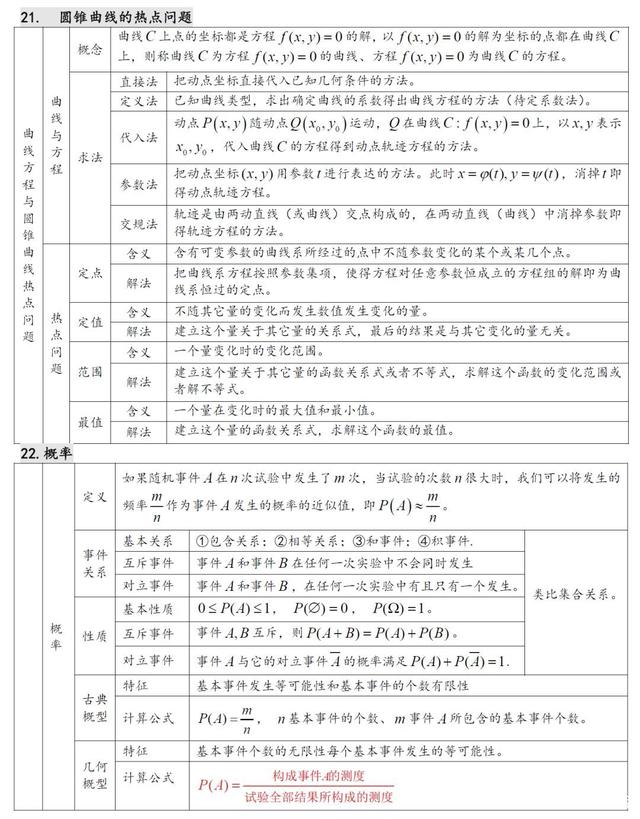 21. 圆锥曲线的热点问题
曲线方程与圆锥曲线热点问题
曲线与方程
概念
曲线 C 上点的坐标都是方程 f(x, y) = 0 的解，以 f(x, y) = 0 的解为坐标的点都在曲线 C
上，则称曲线 C 为方程 f(x, y) = 0 的曲线、方程 f(x, y) = 0 为曲线 C 的方程。
求法
直接法 把动点坐标直接代入已知几何条件的方法。
定义法 已知曲线类型，求出确定曲线的系数得出曲线方程的方法（待定系数法）。
代入法
动点 P(x, y) 随动点 Q(x₀, y₀) 运动，Q 在曲线 C : f(x, y) = 0 上，以 x, y 表示
x₀, y₀，代入曲线 C 的方程得到动点轨迹方程的方法。
参数法
把动点坐标 (x, y) 用参数 t 进行表达的方法。此时 x = φ(t), y = ψ(t)，消掉 t 即
得动点轨迹方程。
交规法
轨迹是由两动直线（或曲线）交点构成的，在两动直线（曲线）中消掉参数即
得轨迹方程的方法。
热点问题
定点
含义 含有可变参数的曲线系所经过的点中不随参数变化的某个或某几个点。
解法
把曲线系方程按照参数集项，使得方程对任意参数恒成立的方程组的解即为曲
线系恒过的定点。
定值
含义 不随其它量的变化而发生数值发生变化的量。
解法 建立这个量关于其它量的关系式，最后的结果是与其它变化的量无关。
范围
含义 一个量变化时的变化范围。
解法
建立这个量关于其它量的函数关系式或者不等式，求解这个函数的变化范围或
者解不等式。
最值
含义 一个量在变化时的最大值和最小值。
解法 建立这个量的函数关系式，求解这个函数的最值。
22. 概率
概率
定义
如果随机事件 A 在 n 次试验中发生了 m 次，当试验的次数 n 很大时，我们可以将发生的
频率 m/n 作为事件 A 发生的概率的近似值，即 P(A) ≈ m/n。
事件关系
基本关系 ①包含关系；②相等关系；③和事件；④积事件.
互斥事件 事件 A 和事件 B 在任何一次实验中不会同时发生
对立事件 事件 A 和事件 B，在任何一次实验中有且只有一个发生。
类比集合关系。
性质
基本性质 0 ≤ P(A) ≤ 1， P(∅) = 0， P(Ω) = 1。
互斥事件 事件 A, B 互斥，则 P(A + B) = P(A) + P(B)。
对立事件 事件 A 与它的对立事件 A̅ 的概率满足 P(A) + P(A̅) = 1.
古典概型
特征 基本事件发生等可能性和基本事件的个数有限性
计算公式 P(A) = m/n， n 基本事件的个数、m 事件 A 所包含的基本事件个数。
几何概型
特征 基本事件个数的无限性每个基本事件发生的等可能性。
计算公式 P(A) = 构成事件A的测度/试验全部结果所构成的测度